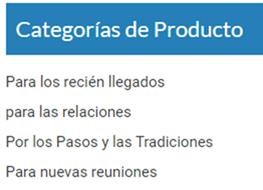 Categorías de Producto
Para los recién llegados
para las relaciones
Por los Pasos y las Tradiciones
Para nuevas reuniones